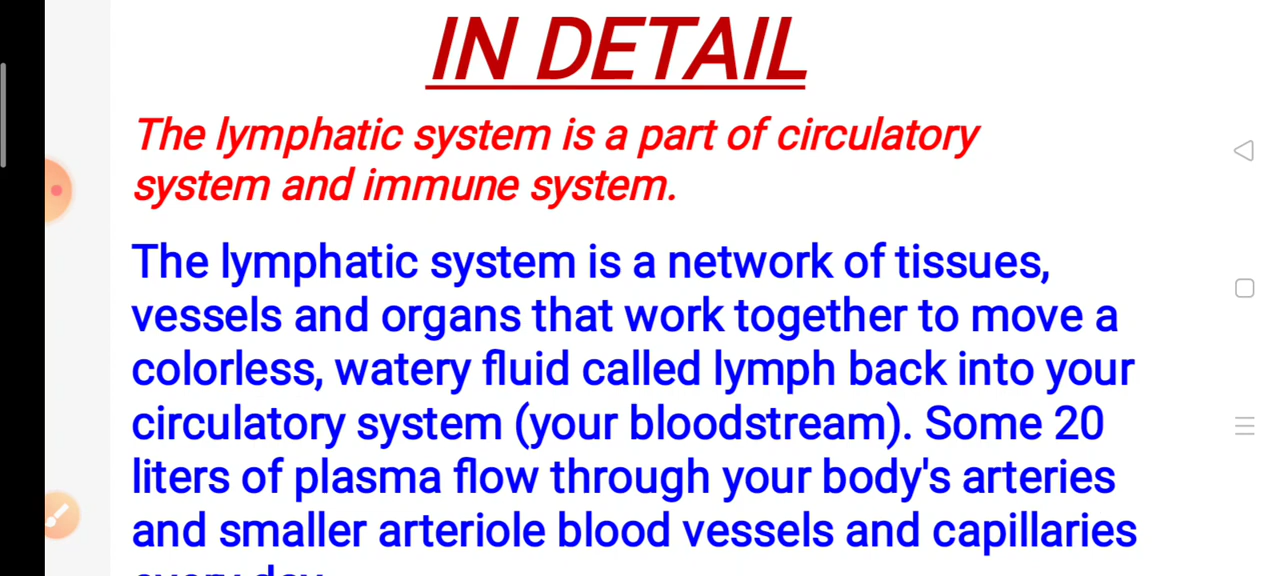 IN DETAIL
The lymphatic system is a part of circulatory
system and immune system.
The lymphatic system is a network of tissues,
vessels and organs that work together to move a
colorless, watery fluid called lymph back into your
circulatory system (your bloodstream). Some 20
liters of plasma flow through your body's arteries
and smaller arteriole blood vessels and capillaries
every day